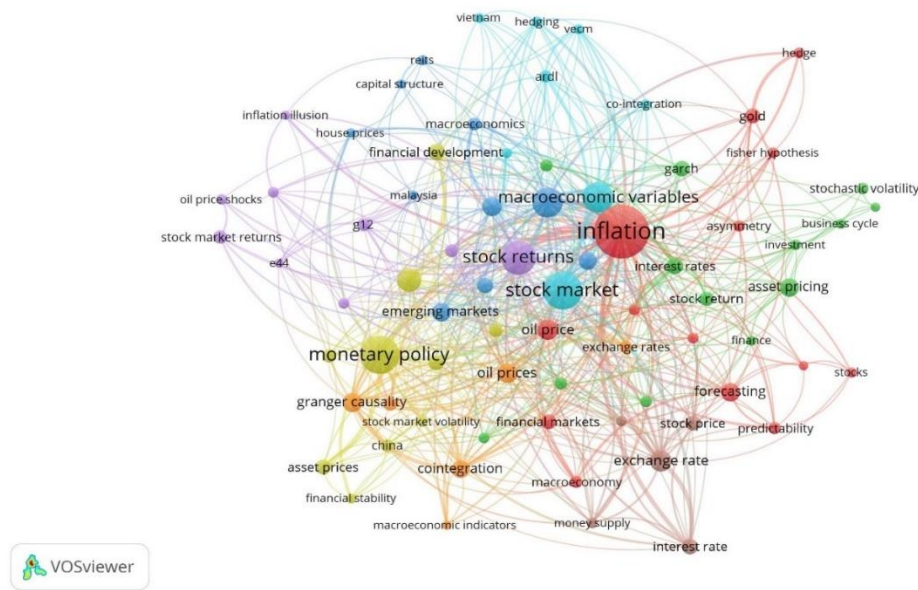 vietnam
hedging
vecm
hedge
reits
ardl
capital structure
co-integration
inflation illusion
gold
house prices
macroeconomics
financial development
fisher hypothesis
garch
oil price shocks
malaysia
macroeconomic variables
stochastic volatility
g12
inflation
asymmetry
business cycle
stock market returns
investment
e44
stock returns
interest rates
stock market
asset pricing
stock return
emerging markets
oil price
monetary policy
exchange rates
finance
oil prices
stocks
granger causality
forecasting
stock market volatility
financial markets
stock price
predictability
china
asset prices
cointegration
exchange rate
financial stability
macroeconomy
macroeconomic indicators
money supply
interest rate
VOSviewer